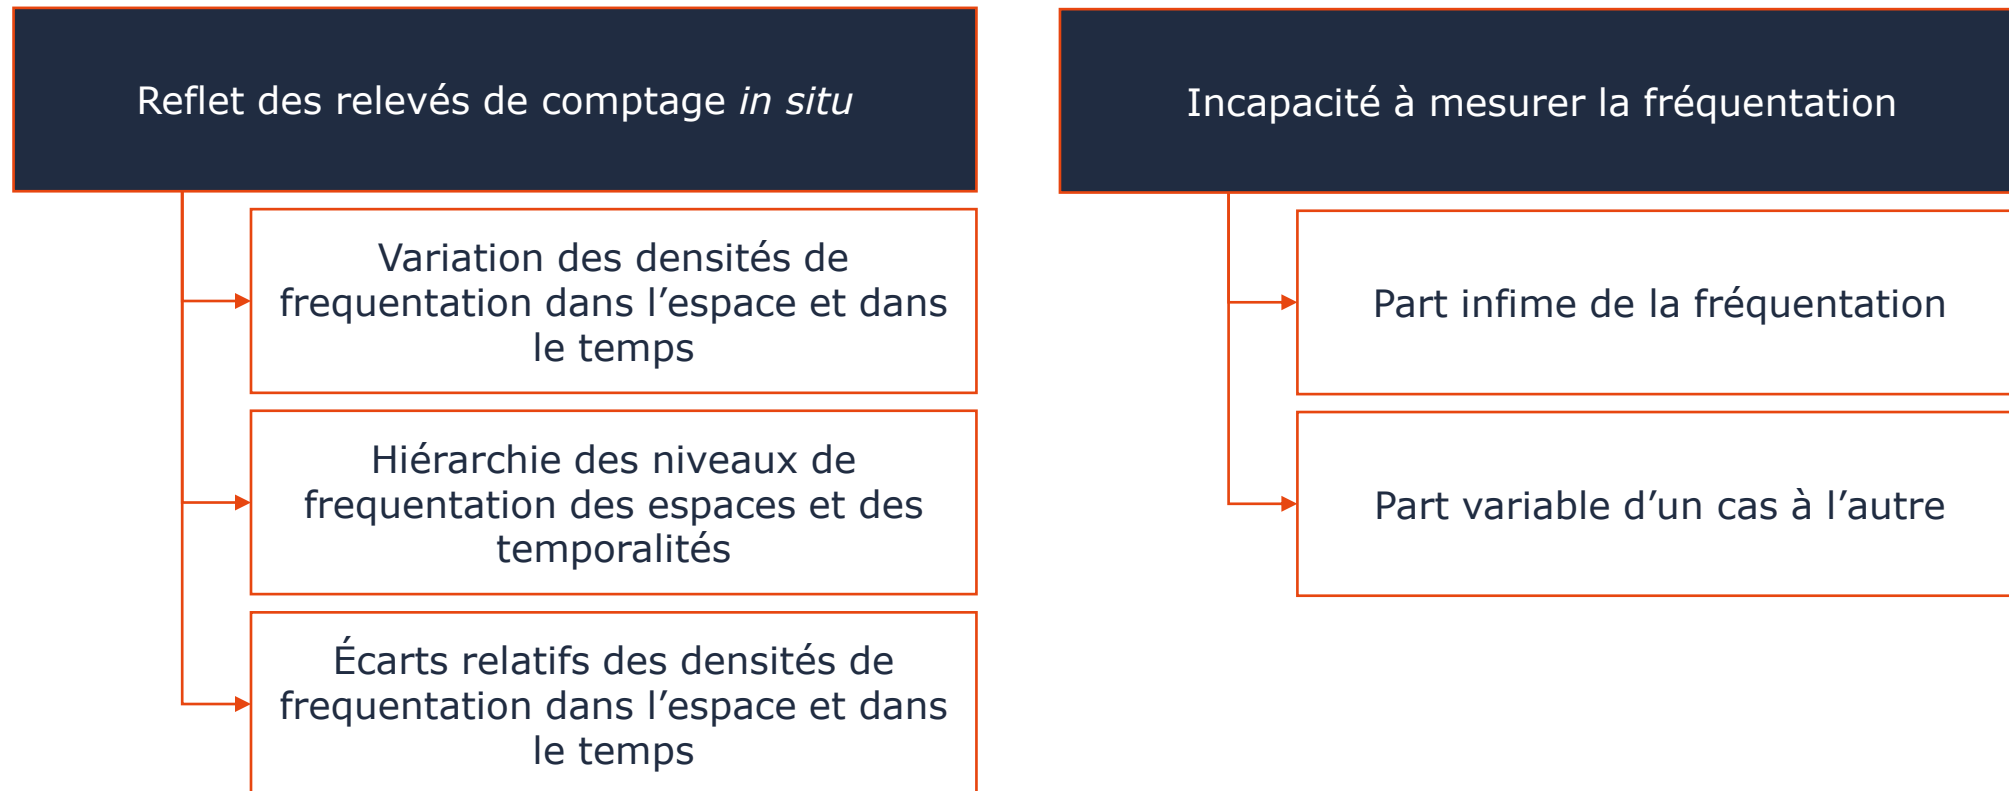 Reflet des relevés de comptage in situ
Variation des densités de
frequentation dans l’espace et dans
le temps
Hiérarchie des niveaux de
frequentation des espaces et des
temporalités
Écarts relatifs des densités de
frequentation dans l’espace et dans
le temps
Incapacité à mesurer la fréquentation
Part infime de la fréquentation
Part variable d’un cas à l’autre